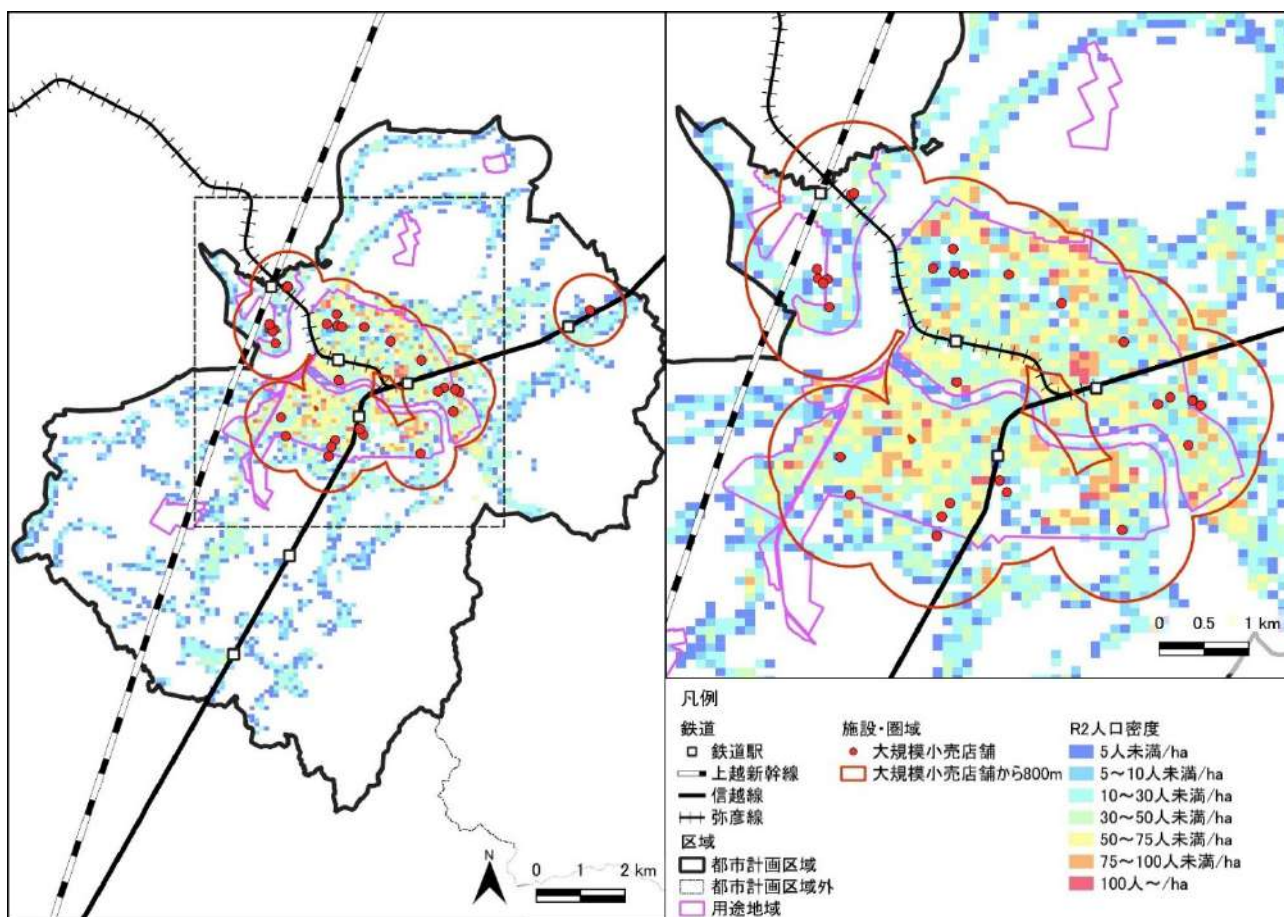 N
0 1 2 km
0 0.5 1 km
凡例
鉄道
鉄道駅
上越新幹線
信越線
弥彦線
区域
都市計画区域
都市計画区域外
用途地域
施設・圏域
大規模小売店舗
大規模小売店舗から800m
R2人口密度
5人未満/ha
5～10人未満/ha
10～30人未満/ha
30～50人未満/ha
50～75人未満/ha
75～100人未満/ha
100人～/ha